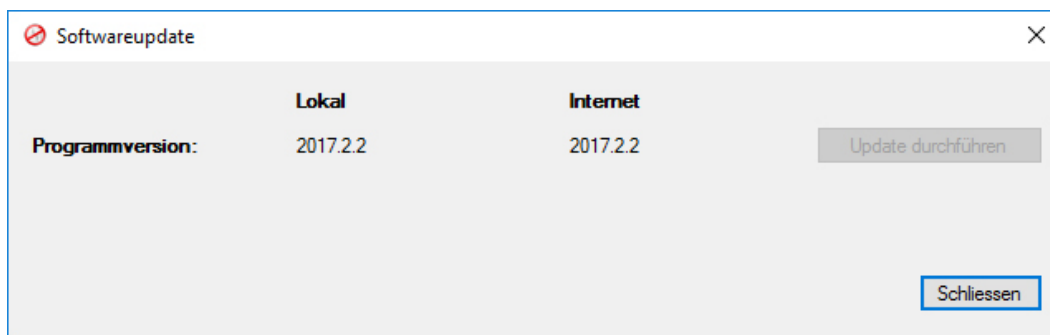 Softwareupdate
Lokal Internet
Programmversion: 2017.2.2 2017.2.2 Update durchführen
Schliessen